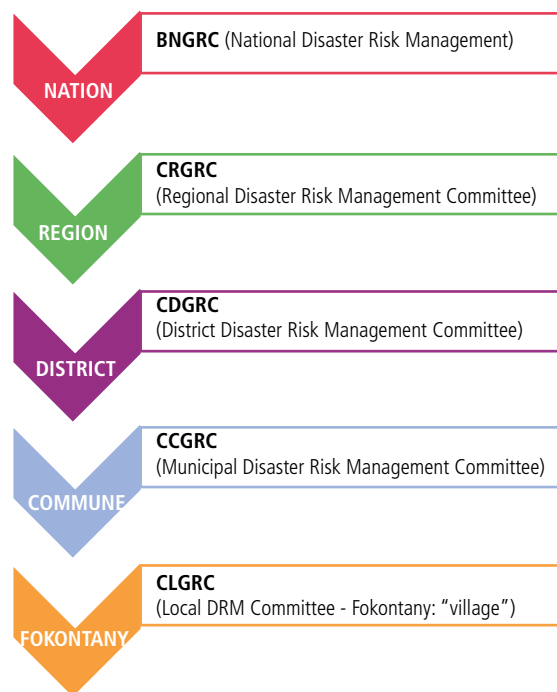 BNGRC (National Disaster Risk Management)
NATION
CRGRC
(Regional Disaster Risk Management Committee)
REGION
CDGRC
(District Disaster Risk Management Committee)
DISTRICT
CCGRC
(Municipal Disaster Risk Management Committee)
COMMUNE
CLGRC
(Local DRM Committee - Fokontany: “village”)
FOKONTANY